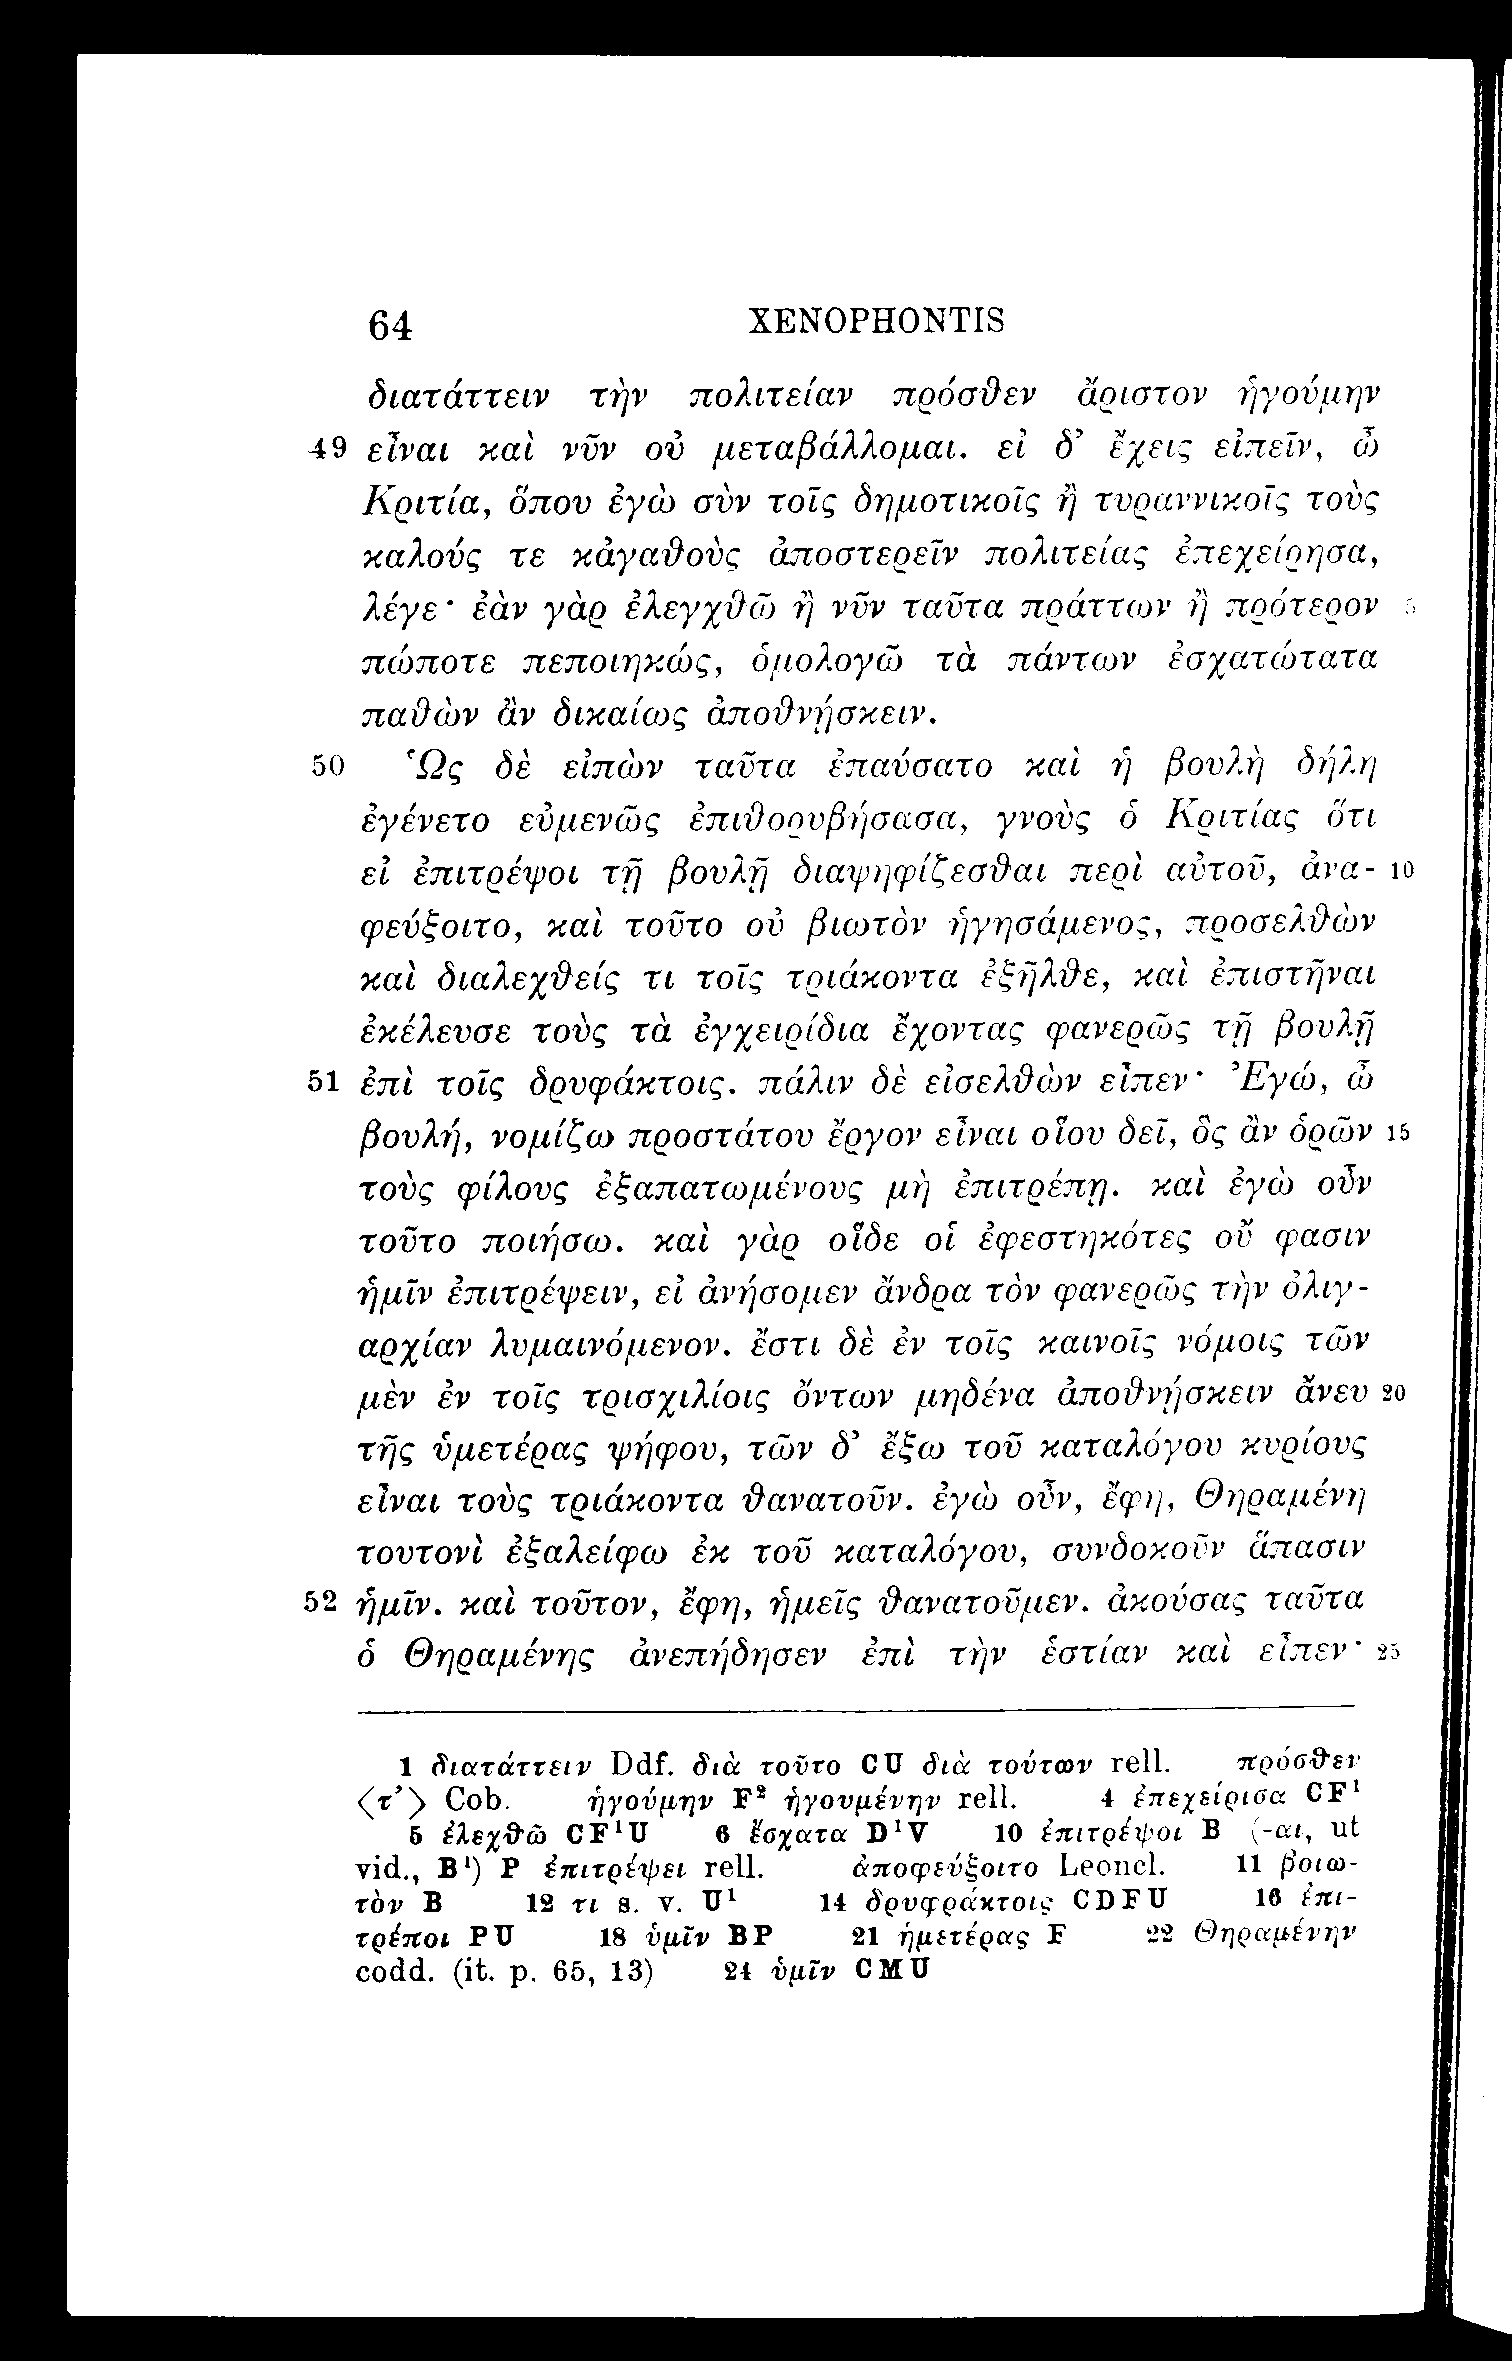 64 XENOPHONTIS
διατάττειν τὴν πολιτείαν πρόσθεν ἄριστον ἡγούμην
49 εἶναι καὶ νῦν οὐ μεταβάλλομαι. εἰ δ’ ἔχεις εἰπεῖν, ὦ
Κριτία, ὅπου ἐγὼ σὺν τοῖς δημοτικοῖς ἢ τυραννικοῖς τοὺς
καλούς τε κἀγαθοὺς ἀποστερεῖν πολιτείας ἐπεχείρησα,
λέγε· ἐὰν γὰρ ἐλεγχθῶ ἢ νῦν ταῦτα πράττων ἢ πρότερον 5
πώποτε πεποιηκώς, ὁμολογῶ τὰ πάντων ἐσχατώτατα
παθὼν ἂν δικαίως ἀποθνῄσκειν.
50 Ὡς δὲ εἰπὼν ταῦτα ἐπαύσατο καὶ ἡ βουλὴ δήλη
ἐγένετο εὐμενῶς ἐπιθορυβήσασα, γνοὺς ὁ Κριτίας ὅτι
εἰ ἐπιτρέψοι τῇ βουλῇ διαψηφίζεσθαι περὶ αὐτοῦ, ἀνα- 10
φεύξοιτο, καὶ τοῦτο οὐ βιωτὸν ἡγησάμενος, προσελθὼν
καὶ διαλεχθείς τι τοῖς τριάκοντα ἐξῆλθε, καὶ ἐπιστῆναι
ἐκέλευσε τοὺς τὰ ἐγχειρίδια ἔχοντας φανερῶς τῇ βουλῇ
51 ἐπὶ τοῖς δρυφάκτοις. πάλιν δὲ εἰσελθὼν εἶπεν· Ἐγώ, ὦ
βουλή, νομίζω προστάτου ἔργον εἶναι οἵου δεῖ, ὃς ἂν ὁρῶν 15
τοὺς φίλους ἐξαπατωμένους μὴ ἐπιτρέπῃ. καὶ ἐγὼ οὖν
τοῦτο ποιήσω. καὶ γὰρ οἵδε οἱ ἐφεστηκότες οὔ φασιν
ἡμῖν ἐπιτρέψειν, εἰ ἀνήσομεν ἄνδρα τὸν φανερῶς τὴν ὀλιγ-
αρχίαν λυμαινόμενον. ἔστι δὲ ἐν τοῖς καινοῖς νόμοις τῶν
μὲν ἐν τοῖς τρισχιλίοις ὄντων μηδένα ἀποθνῄσκειν ἄνευ 20
τῆς ὑμετέρας ψήφου, τῶν δ’ ἔξω τοῦ καταλόγου κυρίους
εἶναι τοὺς τριάκοντα θανατοῦν. ἐγὼ οὖν, ἔφη, Θηραμένη
τουτονὶ ἐξαλείφω ἐκ τοῦ καταλόγου, συνδοκοῦν ἅπασιν
52 ἡμῖν. καὶ τοῦτον, ἔφη, ἡμεῖς θανατοῦμεν. ἀκούσας ταῦτα
ὁ Θηραμένης ἀνεπήδησεν ἐπὶ τὴν ἑστίαν καὶ εἶπεν· 25
1 διατάττειν Ddf. διὰ τοῦτο CU διὰ τούτων rell. πρόσθεν
⟨τ’⟩ Cob. ἡγούμην F² ἡγουμένην rell. 4 ἐπεχείρισα CF¹
5 ἐλεχθῶ CF¹U 6 ἔσχατα D¹V 10 ἐπιτρέψοι B (-αι, ut
vid., B¹) P ἐπιτρέψει rell. ἀποφεύξοιτο Leoncl. 11 βοιω-
τὸν B 12 τι s. v. U¹ 14 δρυφράκτοις CDFU 16 ἐπι-
τρέποι PU 18 ὑμῖν BP 21 ἡμετέρας F 22 Θηραμένην
codd. (it. p. 65, 13) 24 ὑμῖν CMU